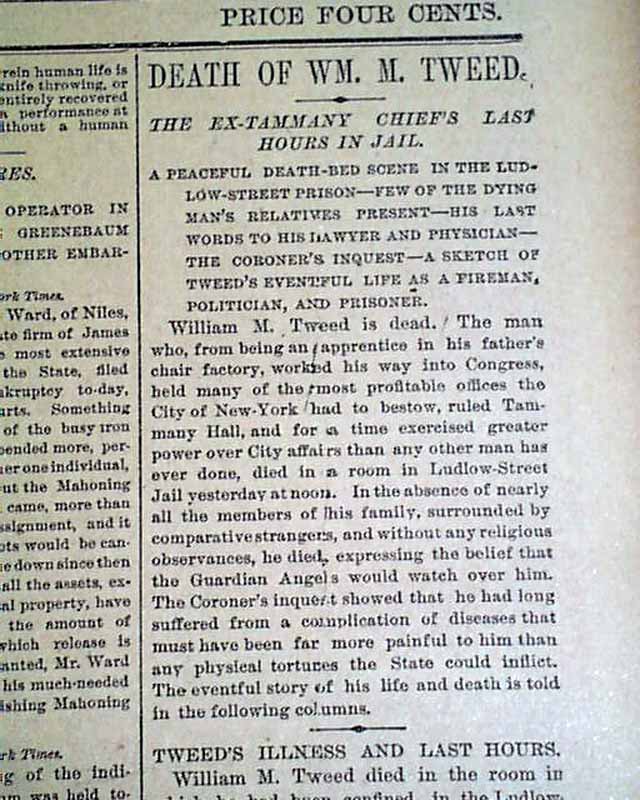 PRICE FOUR CENTS.
rein human life is
knife throwing, or
entirely recovered
a performance at
ithout a human
RES.
OPERATOR IN
GREENEBAUM
OTHER EMBAR-
ork Times.
Ward, of Niles,
te firm of James
most extensive
the State, filed
kruptcy to-day,
urts. Something
of the busy iron
pended more, per-
er one individual,
ut the Mahoning
came, more than
ssignment, and it
ots would be can-
e down since then
all the assets, ex-
al property, have
the amount of
which release is
anted, Mr. Ward
his much-needed
ishing Mahoning
rk Times.
g of the indi-
m was held to-
DEATH OF WM. M. TWEED.
THE EX-TAMMANY CHIEF'S LAST
HOURS IN JAIL.
A PEACEFUL DEATH-BED SCENE IN THE LUD-
LOW-STREET PRISON—FEW OF THE DYING
MAN'S RELATIVES PRESENT—HIS LAST
WORDS TO HIS LAWYER AND PHYSICIAN—
THE CORONER'S INQUEST—A SKETCH OF
TWEED'S EVENTFUL LIFE AS A FIREMAN,
POLITICIAN, AND PRISONER.
William M. Tweed is dead. The man
who, from being an apprentice in his father's
chair factory, worked his way into Congress,
held many of the most profitable offices the
City of New-York had to bestow, ruled Tam-
many Hall, and for a time exercised greater
power over City affairs than any other man has
ever done, died in a room in Ludlow-Street
Jail yesterday at noon. In the absence of nearly
all the members of his family, surrounded by
comparative strangers, and without any religious
observances, he died, expressing the belief that
the Guardian Angels would watch over him.
The Coroner's inquest showed that he had long
suffered from a complication of diseases that
must have been far more painful to him than
any physical tortures the State could inflict.
The eventful story of his life and death is told
in the following columns.
TWEED'S ILLNESS AND LAST HOURS.
William M. Tweed died in the room in
which he had been confined, in the Ludlow-